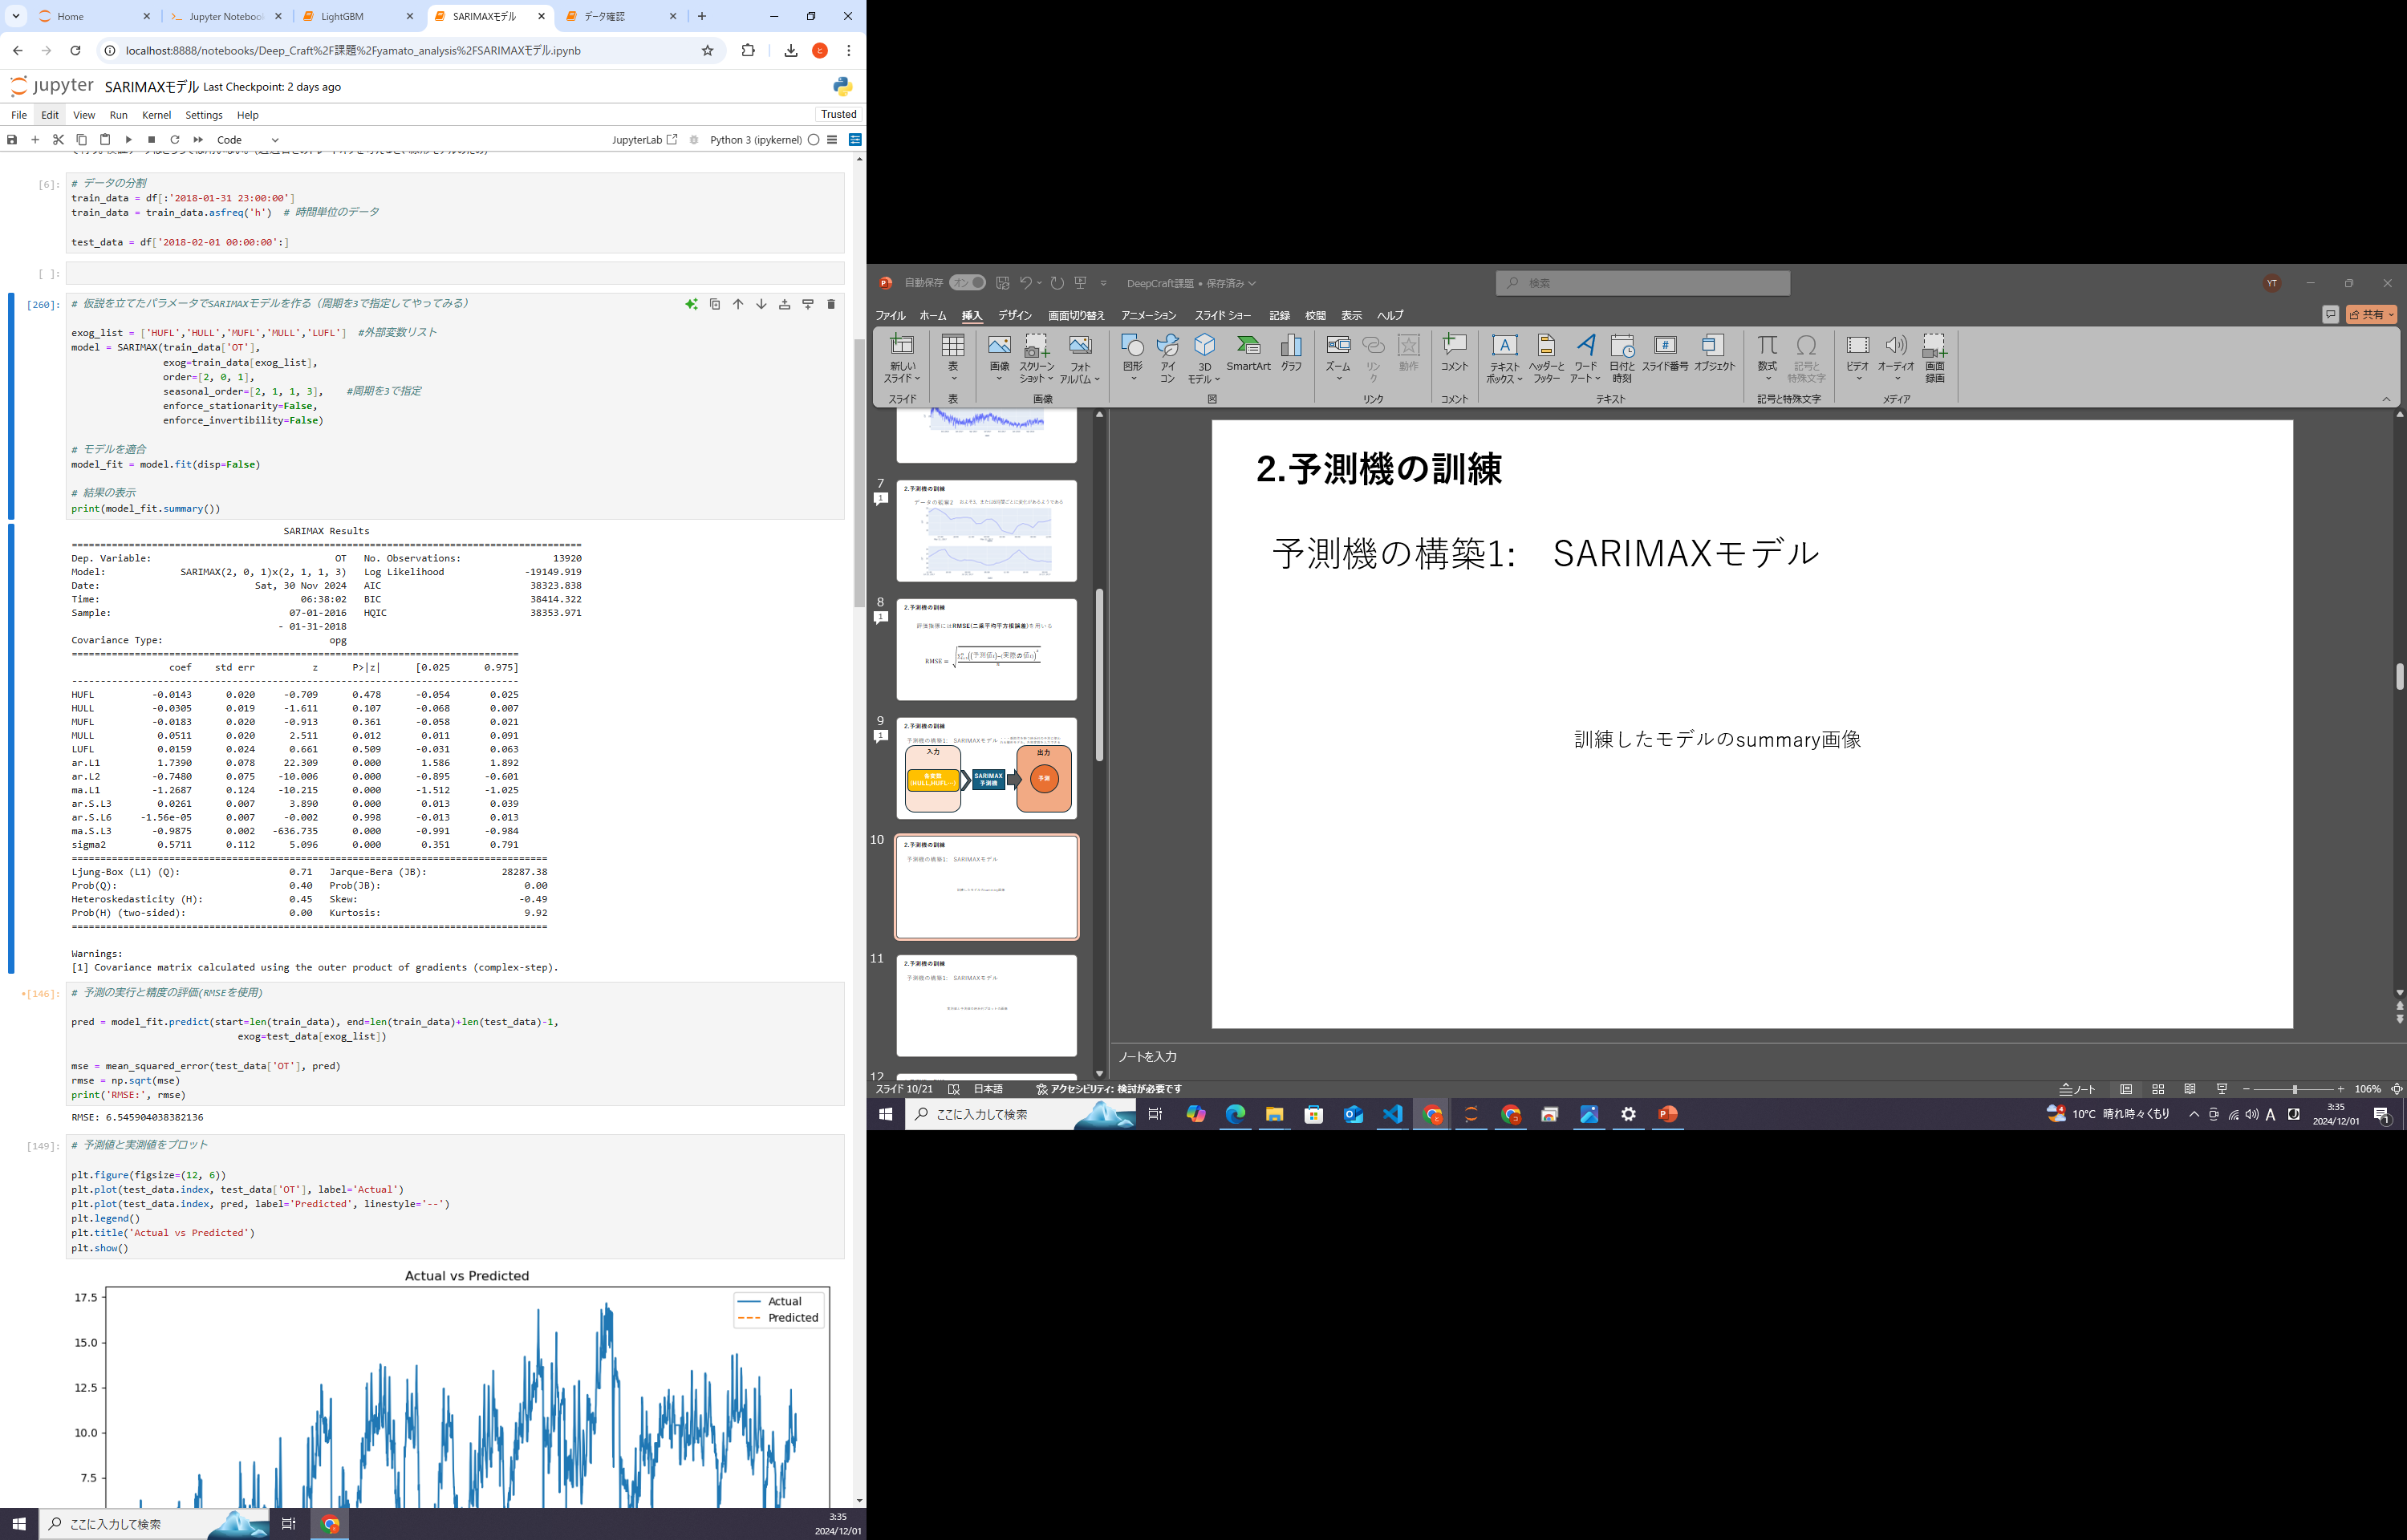 Home
Jupyter Notebook
LightGBM
SARIMAXモデル
データ確認
localhost:8888/notebooks/Deep_Craft%2F課題%2Fyamato_analysis%2FSARIMAXモデル.ipynb
jupyter SARIMAXモデル Last Checkpoint: 2 days ago
File Edit View Run Kernel Settings Help
Trusted
Code
JupyterLab
Python 3 (ipykernel)
[6]:
# データの分割
train_data = df[:'2018-01-31 23:00:00']
train_data = train_data.asfreq('h')  # 時間単位のデータ
test_data = df['2018-02-01 00:00:00':]
[ ]:
[260]:
# 仮説を立てたパラメータでSARIMAXモデルを作る（周期を3で指定してやってみる）
exog_list = ['HUFL','HULL','MUFL','MULL','LUFL']  #外部変数リスト
model = SARIMAX(train_data['OT'],
exog=train_data[exog_list],
order=[2, 0, 1],
seasonal_order=[2, 1, 1, 3],    #周期を3で指定
enforce_stationarity=False,
enforce_invertibility=False)
# モデルを適合
model_fit = model.fit(disp=False)
# 結果の表示
print(model_fit.summary())
SARIMAX Results
==========================================================================================
Dep. Variable: OT No. Observations: 13920
Model: SARIMAX(2, 0, 1)x(2, 1, 1, 3) Log Likelihood -19149.919
Date: Sat, 30 Nov 2024 AIC 38323.838
Time: 06:38:02 BIC 38414.322
Sample: 07-01-2016 HQIC 38353.971
- 01-31-2018
Covariance Type: opg
==============================================================================
coef std err z P>|z| [0.025 0.975]
------------------------------------------------------------------------------
HUFL -0.0143 0.020 -0.709 0.478 -0.054 0.025
HULL -0.0305 0.019 -1.611 0.107 -0.068 0.007
MUFL -0.0183 0.020 -0.913 0.361 -0.058 0.021
MULL 0.0511 0.020 2.511 0.012 0.011 0.091
LUFL 0.0159 0.024 0.661 0.509 -0.031 0.063
ar.L1 1.7390 0.078 22.309 0.000 1.586 1.892
ar.L2 -0.7480 0.075 -10.006 0.000 -0.895 -0.601
ma.L1 -1.2687 0.124 -10.215 0.000 -1.512 -1.025
ar.S.L3 0.0261 0.007 3.890 0.000 0.013 0.039
ar.S.L6 -1.56e-05 0.007 -0.002 0.998 -0.013 0.013
ma.S.L3 -0.9875 0.002 -636.735 0.000 -0.991 -0.984
sigma2 0.5711 0.112 5.096 0.000 0.351 0.791
===================================================================================
Ljung-Box (L1) (Q): 0.71 Jarque-Bera (JB): 28287.38
Prob(Q): 0.40 Prob(JB): 0.00
Heteroskedasticity (H): 0.45 Skew: -0.49
Prob(H) (two-sided): 0.00 Kurtosis: 9.92
===================================================================================
Warnings:
[1] Covariance matrix calculated using the outer product of gradients (complex-step).
•[146]:
# 予測の実行と精度の評価(RMSEを使用)
pred = model_fit.predict(start=len(train_data), end=len(train_data)+len(test_data)-1,
exog=test_data[exog_list])
mse = mean_squared_error(test_data['OT'], pred)
rmse = np.sqrt(mse)
print('RMSE:', rmse)
RMSE: 6.545904038382136
[149]:
# 予測値と実測値をプロット
plt.figure(figsize=(12, 6))
plt.plot(test_data.index, test_data['OT'], label='Actual')
plt.plot(test_data.index, pred, label='Predicted', linestyle='--')
plt.legend()
plt.title('Actual vs Predicted')
plt.show()
Actual vs Predicted
17.5
15.0
12.5
10.0
7.5
Actual
Predicted
ここに入力して検索
3:35
2024/12/01
自動保存 オン
DeepCraft課題 • 保存済み
検索
YT
ファイル ホーム 挿入 デザイン 画面切り替え アニメーション スライド ショー 記録 校閲 表示 ヘルプ
共有
新しい スライド
表
画像
スクリーン ショット
フォト アルバム
図形
アイコン
3D モデル
SmartArt
グラフ
ズーム
リンク
動作
コメント
テキスト ボックス
ヘッダーと フッター
ワード アート
日付と 時刻
スライド番号
オブジェクト
数式
記号と 特殊文字
ビデオ
オーディオ
画面 録画
スライド 表 画像 図 リンク コメント テキスト 記号と特殊文字 メディア
7
1
2.予測機の訓練
8
1
2.予測機の訓練
評価指標にはRMSE(二乗平均平方根誤差)を用いる
9
1
2.予測機の訓練
予測機の構築1: SARIMAXモデル
入力
SARIMAX 予測機
出力
予測
10
2.予測機の訓練
予測機の構築1: SARIMAXモデル
訓練したモデルのsummary画像
11
2.予測機の訓練
予測機の構築1: SARIMAXモデル
12
2.予測機の訓練
予測機の構築1: SARIMAXモデル
訓練したモデルのsummary画像
ノートを入力
スライド 10/21 日本語 アクセシビリティ: 検討が必要です
ノート
106%
ここに入力して検索
10°C 晴れ時々くもり
A
3:35
2024/12/01
1